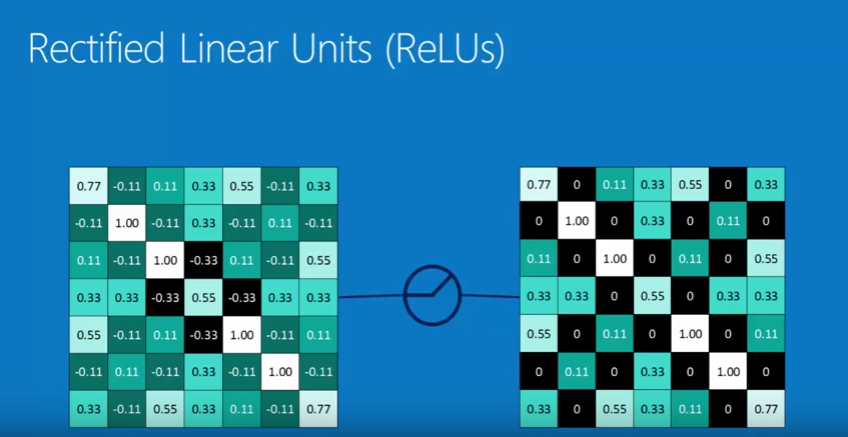 Rectified Linear Units (ReLUs)
0.77 -0.11 0.11 0.33 0.55 -0.11 0.33
-0.11 1.00 -0.11 0.33 -0.11 0.11 -0.11
0.11 -0.11 1.00 -0.33 0.11 -0.11 0.55
0.33 0.33 -0.33 0.55 -0.33 0.33 0.33
0.55 -0.11 0.11 -0.33 1.00 -0.11 0.11
-0.11 0.11 -0.11 0.33 -0.11 1.00 -0.11
0.33 -0.11 0.55 0.33 0.11 -0.11 0.77
0.77 0 0.11 0.33 0.55 0 0.33
0 1.00 0 0.33 0 0.11 0
0.11 0 1.00 0 0.11 0 0.55
0.33 0.33 0 0.55 0 0.33 0.33
0.55 0 0.11 0 1.00 0 0.11
0 0.11 0 0.33 0 1.00 0
0.33 0 0.55 0.33 0.11 0 0.77